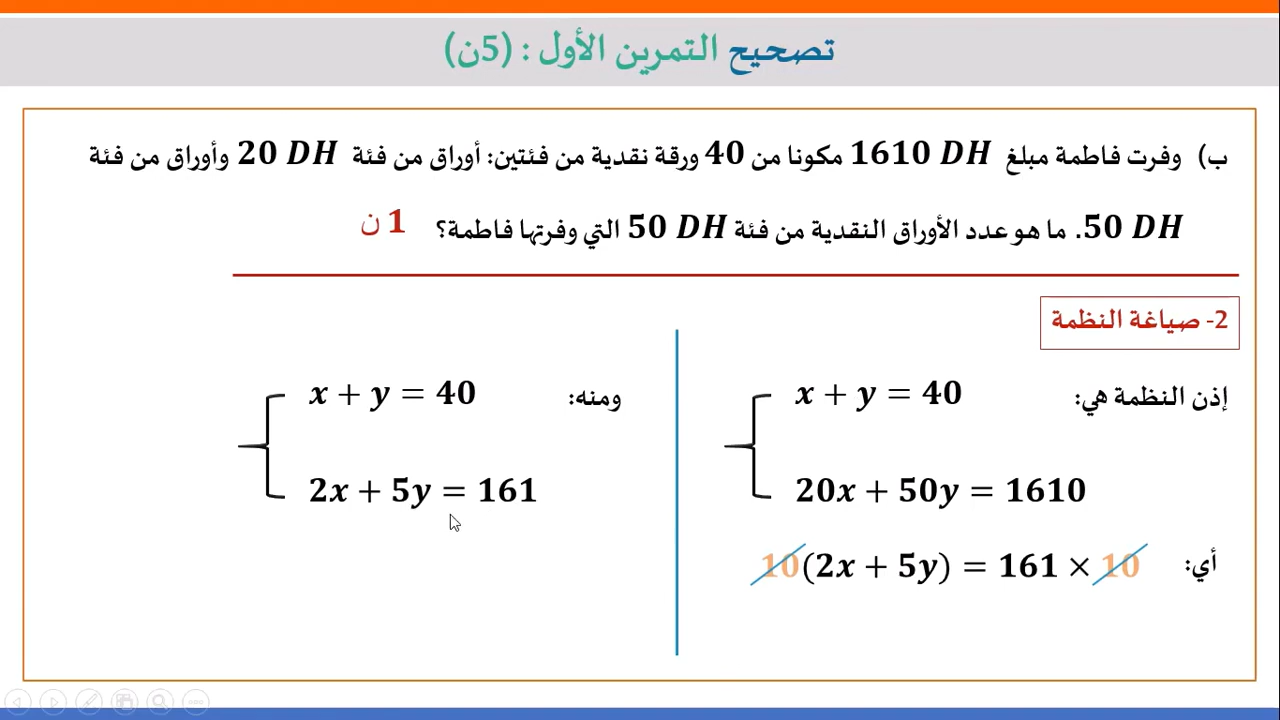 تصحيح التمرين الأول : (5ن)
ب) وفرت فاطمة مبلغ 1610 DH مكونا من 40 ورقة نقدية من فئتين: أوراق من فئة 20 DH وأوراق من فئة
50 DH. ما هو عدد الأوراق النقدية من فئة 50 DH التي وفرتها فاطمة؟ 1 ن
2- صياغة النظمة
إذن النظمة هي: x + y = 40
20x + 50y = 1610
أي: 10(2x + 5y) = 161 × 10
ومنه: x + y = 40
2x + 5y = 161